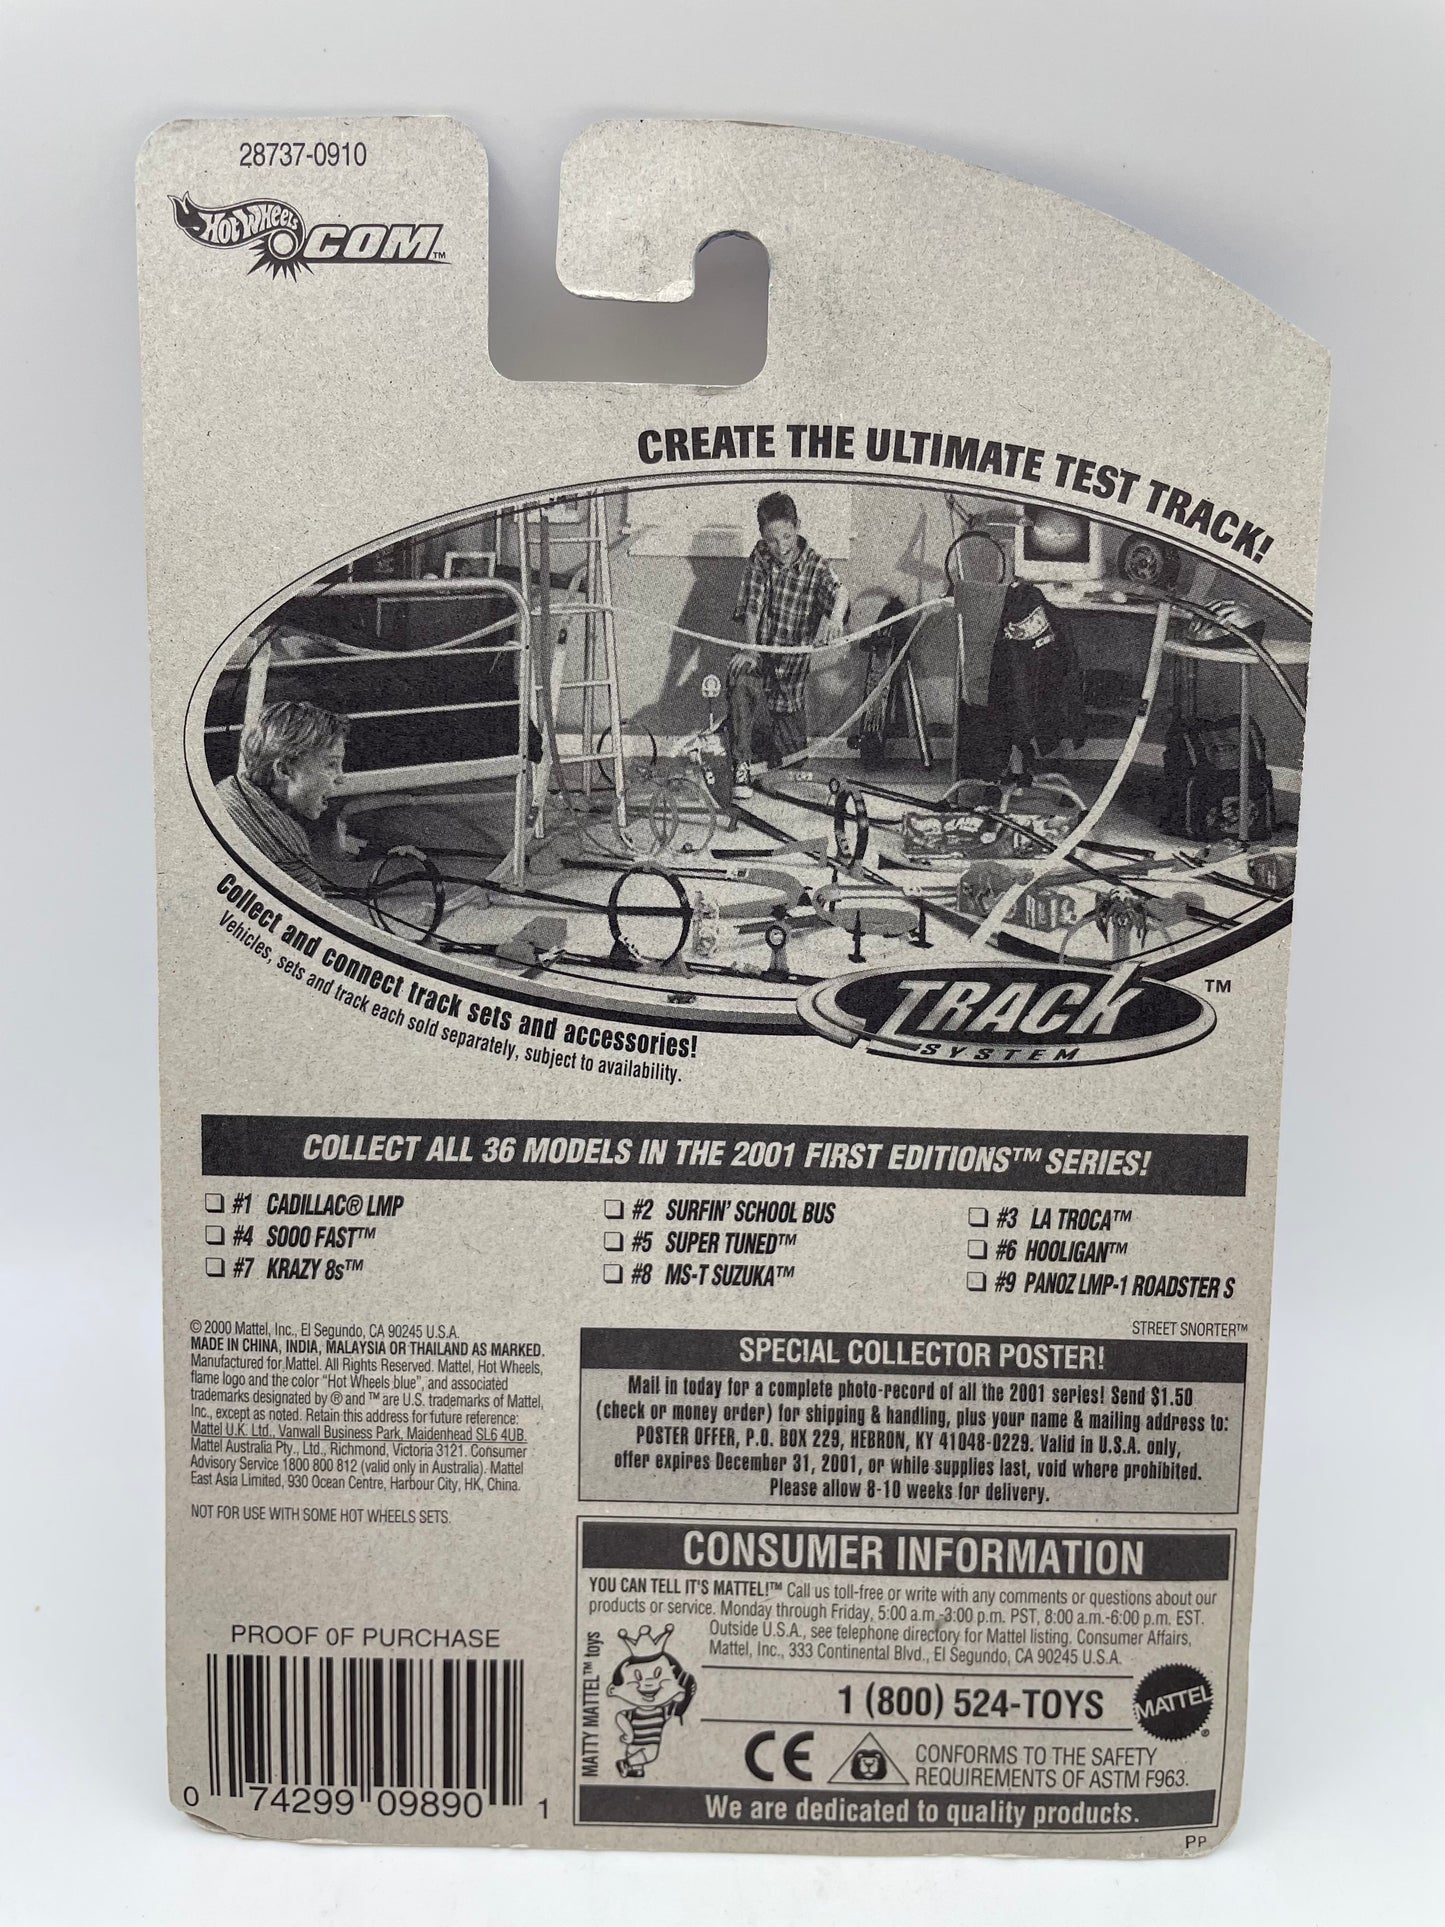 28737-0910
HOT WHEELS .COM™
CREATE THE ULTIMATE TEST TRACK!
Collect and connect track sets and accessories!
Vehicles, sets and track each sold separately, subject to availability.
TRACK ™
SYSTEM
COLLECT ALL 36 MODELS IN THE 2001 FIRST EDITIONS™ SERIES!
❏ #1 CADILLAC® LMP ❏ #2 SURFIN' SCHOOL BUS ❏ #3 LA TROCA™
❏ #4 SOOO FAST™ ❏ #5 SUPER TUNED™ ❏ #6 HOOLIGAN™
❏ #7 KRAZY 8s™ ❏ #8 MS-T SUZUKA™ ❏ #9 PANOZ LMP-1 ROADSTER S
© 2000 Mattel, Inc., El Segundo, CA 90245 U.S.A.
MADE IN CHINA, INDIA, MALAYSIA OR THAILAND AS MARKED.
Manufactured for Mattel. All Rights Reserved. Mattel, Hot Wheels,
flame logo and the color "Hot Wheels blue", and associated
trademarks designated by ® and ™ are U.S. trademarks of Mattel,
Inc., except as noted. Retain this address for future reference:
Mattel U.K. Ltd., Vanwall Business Park, Maidenhead SL6 4UB.
Mattel Australia Pty., Ltd., Richmond, Victoria 3121. Consumer
Advisory Service 1800 800 812 (valid only in Australia). Mattel
East Asia Limited, 930 Ocean Centre, Harbour City, HK, China.
NOT FOR USE WITH SOME HOT WHEELS SETS.
STREET SNORTER™
SPECIAL COLLECTOR POSTER!
Mail in today for a complete photo-record of all the 2001 series! Send $1.50
(check or money order) for shipping & handling, plus your name & mailing address to:
POSTER OFFER, P.O. BOX 229, HEBRON, KY 41048-0229. Valid in U.S.A. only,
offer expires December 31, 2001, or while supplies last, void where prohibited.
Please allow 8-10 weeks for delivery.
CONSUMER INFORMATION
YOU CAN TELL IT'S MATTEL!™ Call us toll-free or write with any comments or questions about our
products or service. Monday through Friday, 5:00 a.m.-3:00 p.m. PST, 8:00 a.m.-6:00 p.m. EST.
Outside U.S.A., see telephone directory for Mattel listing. Consumer Affairs,
Mattel, Inc., 333 Continental Blvd., El Segundo, CA 90245 U.S.A.
MATTY MATTEL™ toys
1 (800) 524-TOYS
MATTEL®
CE
CONFORMS TO THE SAFETY
REQUIREMENTS OF ASTM F963.
We are dedicated to quality products.
PROOF OF PURCHASE
0 74299 09890 1
PP